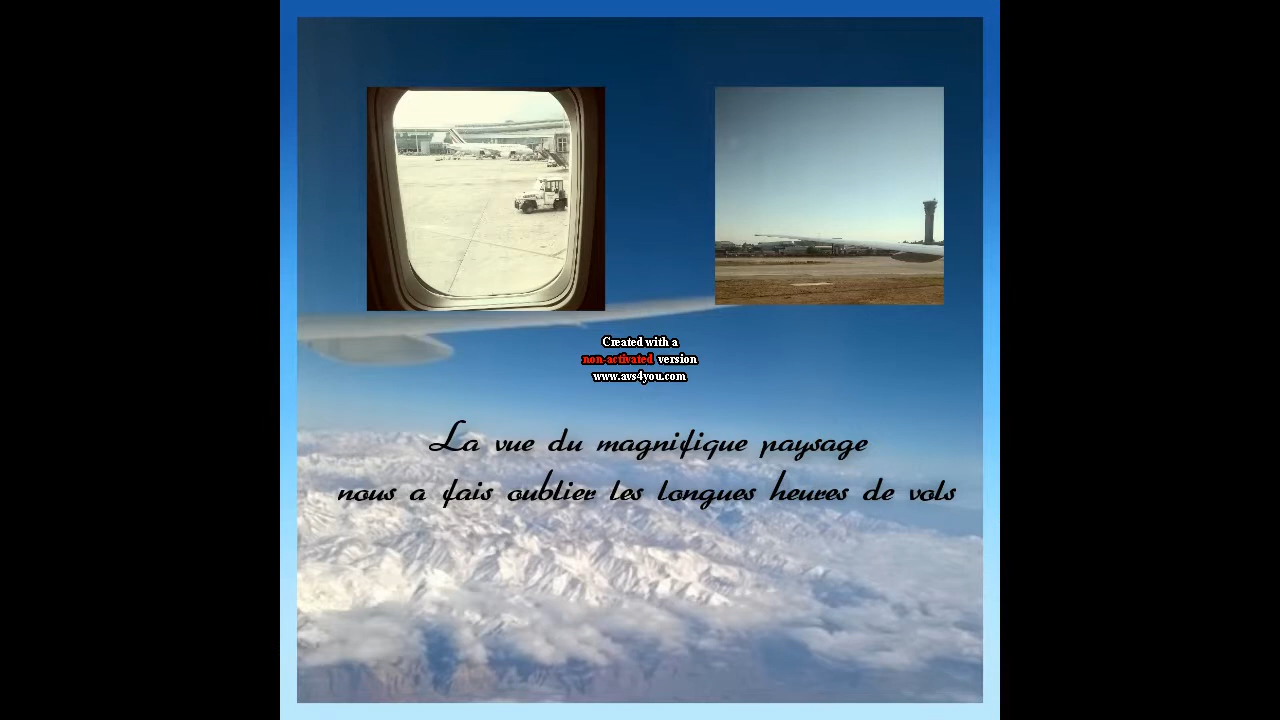 Created with a
non-activated version
www.avs4you.com
La vue du magnifique paysage
nous a fais oublier les longues heures de vols